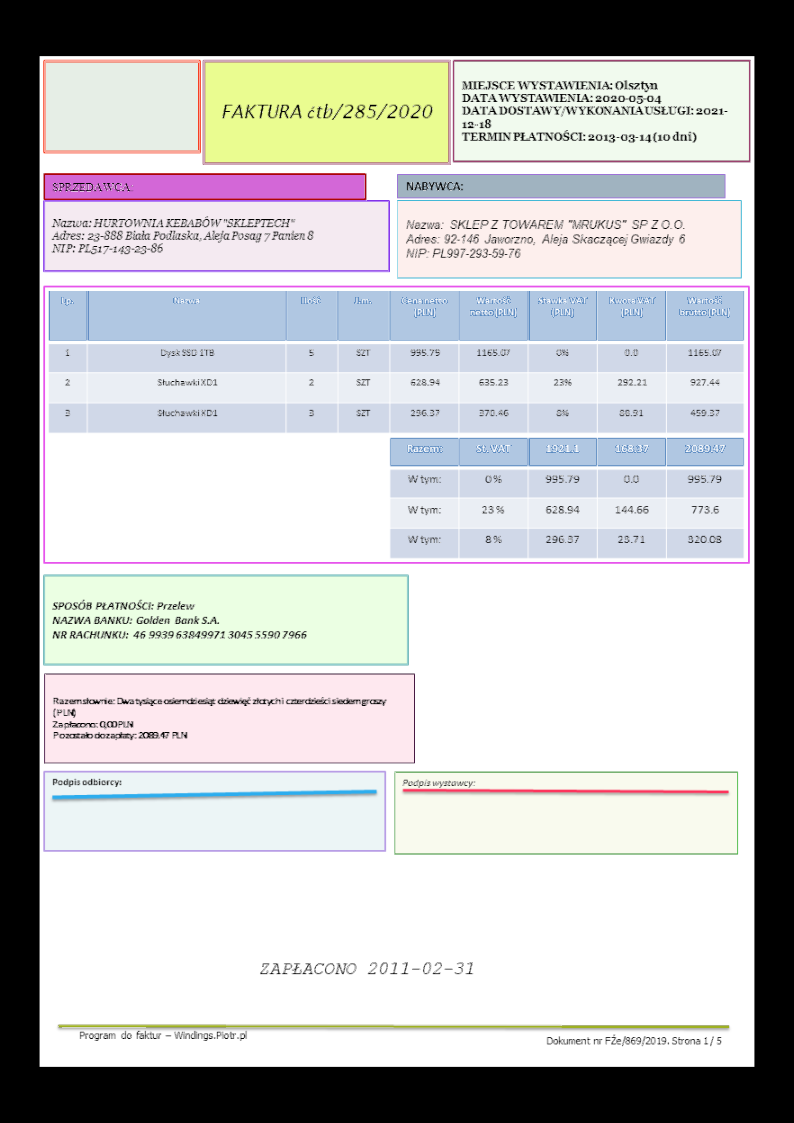 FAKTURA ćtb/285/2020
MIEJSCE WYSTAWIENIA: Olsztyn
DATA WYSTAWIENIA: 2020-05-04
DATA DOSTAWY/WYKONANIA USŁUGI: 2021-
12-18
TERMIN PŁATNOŚCI: 2013-03-14 (10 dni)
SPRZEDAWCA:
NABYWCA:
Nazwa: HURTOWNIA KEBABÓW "SKLEPTECH"
Adres: 23-888 Biała Podlaska, Aleja Posag 7 Panien 8
NIP: PL517-143-23-86
Nazwa: SKLEP Z TOWAREM "MRUKUS" SP Z O.O.
Adres: 92-146 Jaworzno, Aleja Skaczącej Gwiazdy 6
NIP: PL997-293-59-76
Lp. Nazwa Ilość J.m. Cena netto (PLN) Wartość netto (PLN) Stawka VAT (PLN) Kwota VAT (PLN) Wartość brutto (PLN)
1 Dysk SSD 1TB 5 SZT 995.79 1165.07 0% 0.0 1165.07
2 Słuchawki XD1 2 SZT 628.94 635.23 23% 292.21 927.44
3 Słuchawki XD1 3 SZT 296.37 370.46 8% 88.91 459.37
Razem: St. VAT 1921.1 168.37 2089.47
W tym: 0 % 995.79 0.0 995.79
W tym: 23 % 628.94 144.66 773.6
W tym: 8 % 296.37 23.71 320.08
SPOSÓB PŁATNOŚCI: Przelew
NAZWA BANKU: Golden Bank S.A.
NR RACHUNKU: 46 9939 63849971 3045 5590 7966
Razem słownie: Dwa tysiące osiemdziesiąt dziewięć złotych i czterdzieści siedem groszy
(PLN)
Zapłacono: 0,00 PLN
Pozostało do zapłaty: 2089.47 PLN
Podpis odbiorcy:
Podpis wystawcy:
ZAPŁACONO 2011-02-31
Program do faktur – Windings.Piotr.pl
Dokument nr FŹe/869/2019. Strona 1 / 5